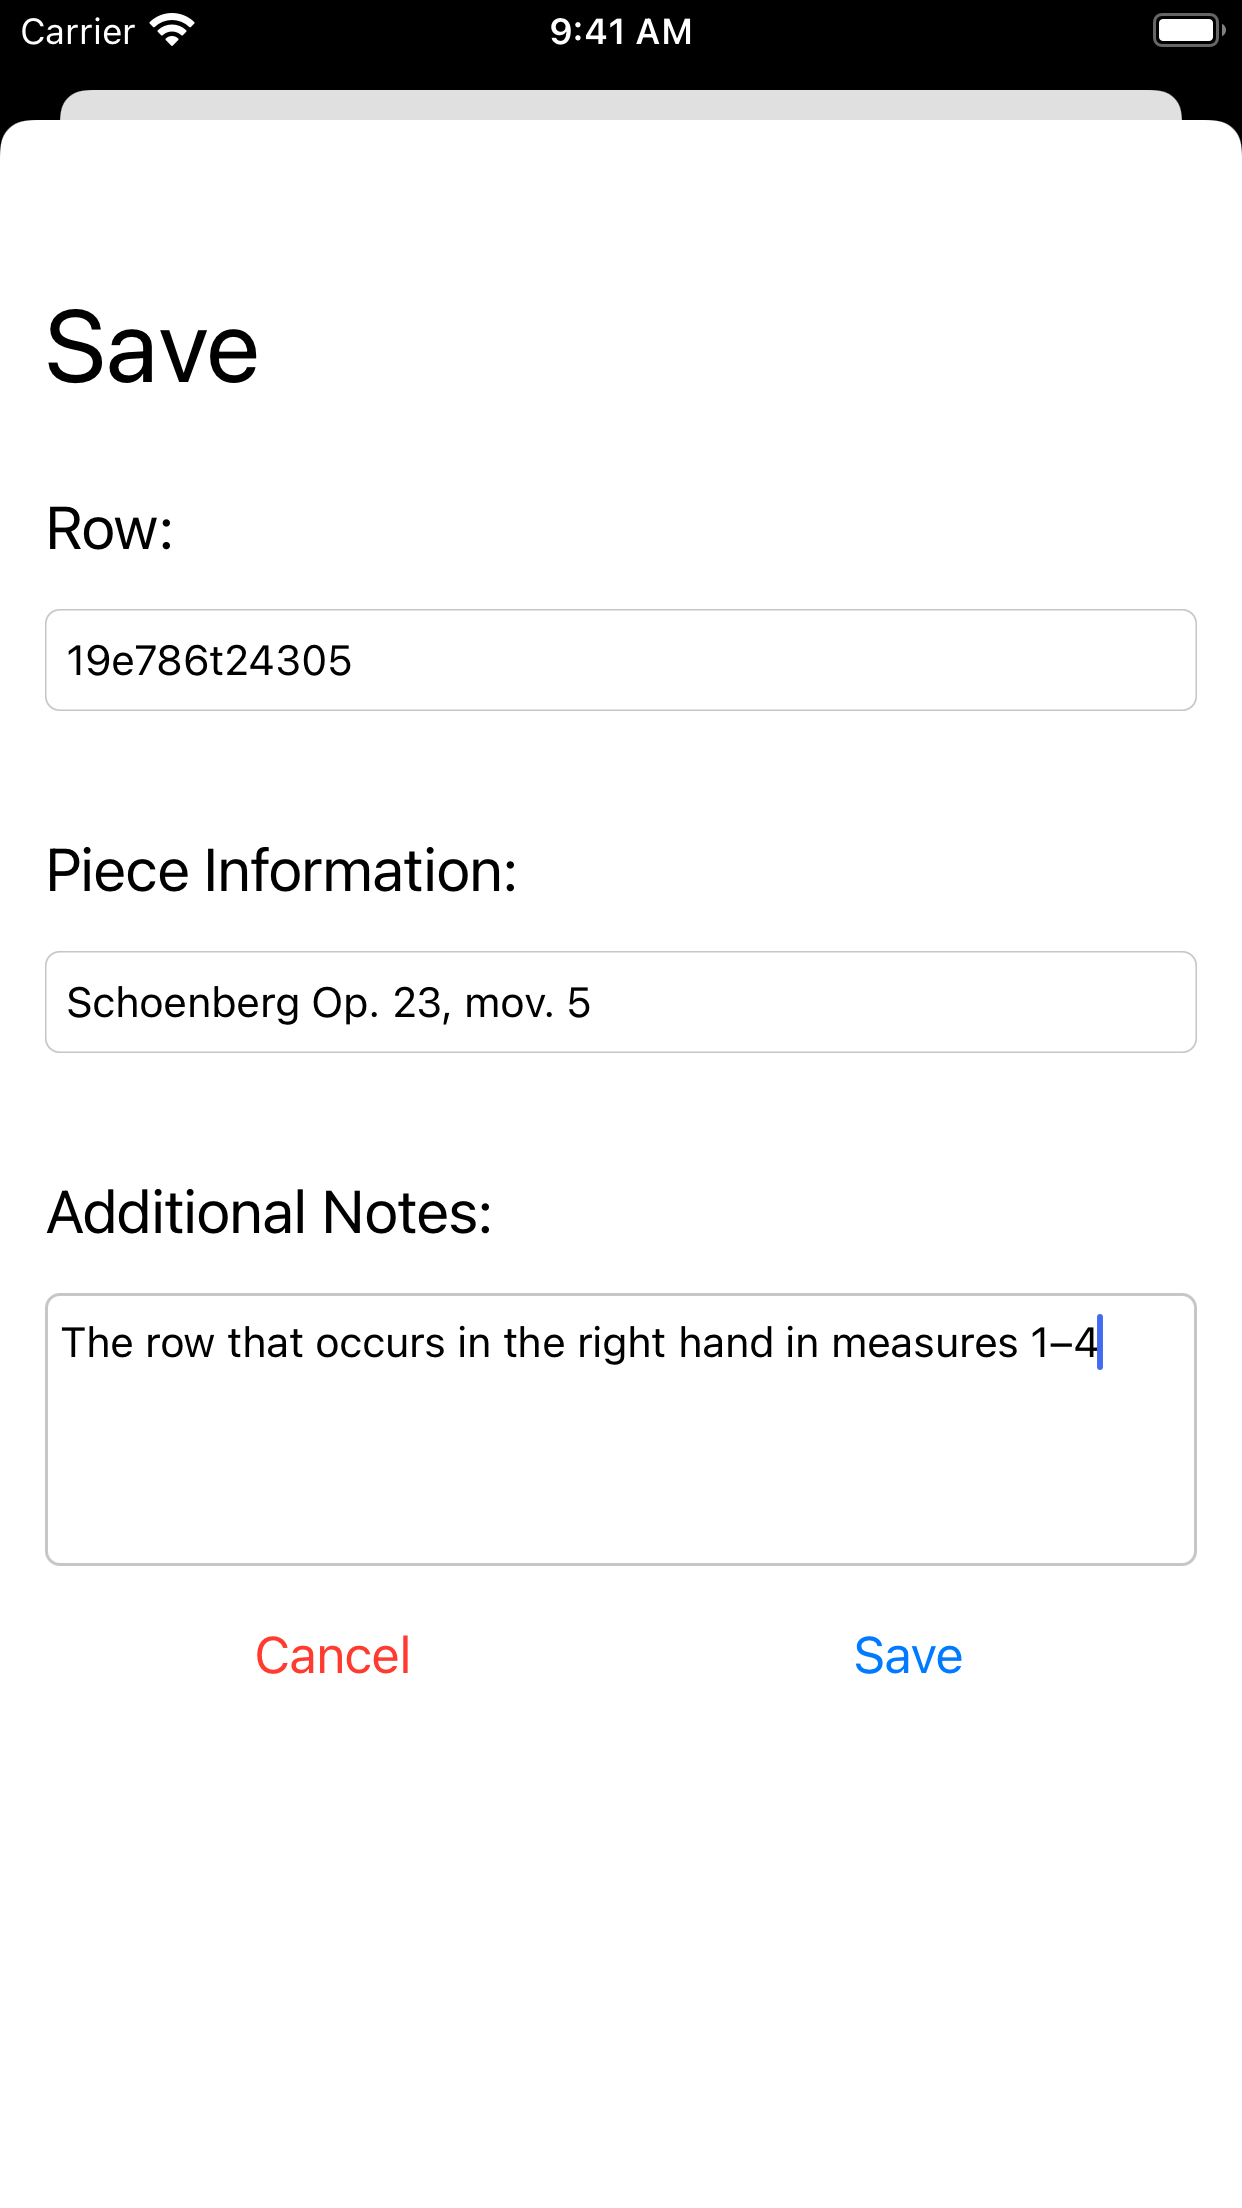 Carrier 9:41 AM
Save
Row:
19e786t24305
Piece Information:
Schoenberg Op. 23, mov. 5
Additional Notes:
The row that occurs in the right hand in measures 1–4
Cancel Save